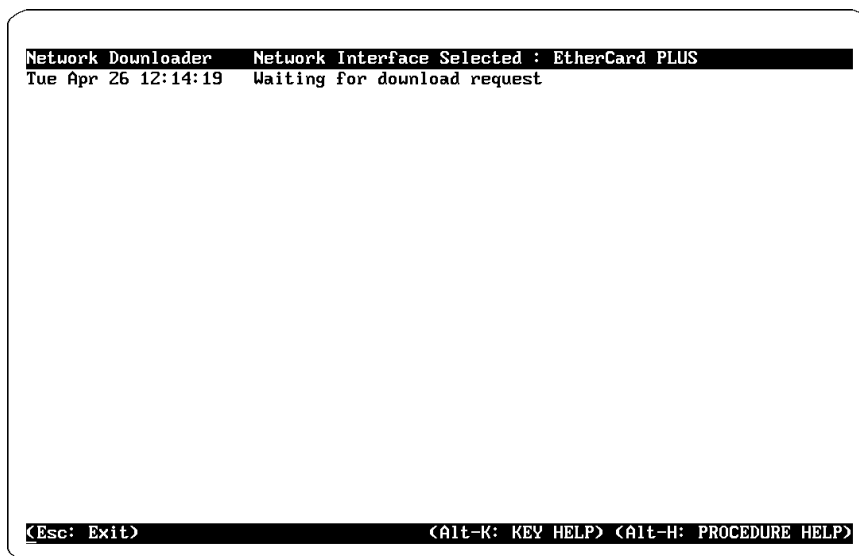 Network Downloader Network Interface Selected : EtherCard PLUS
Tue Apr 26 12:14:19 Waiting for download request
(Esc: Exit) (Alt-K: KEY HELP) (Alt-H: PROCEDURE HELP)